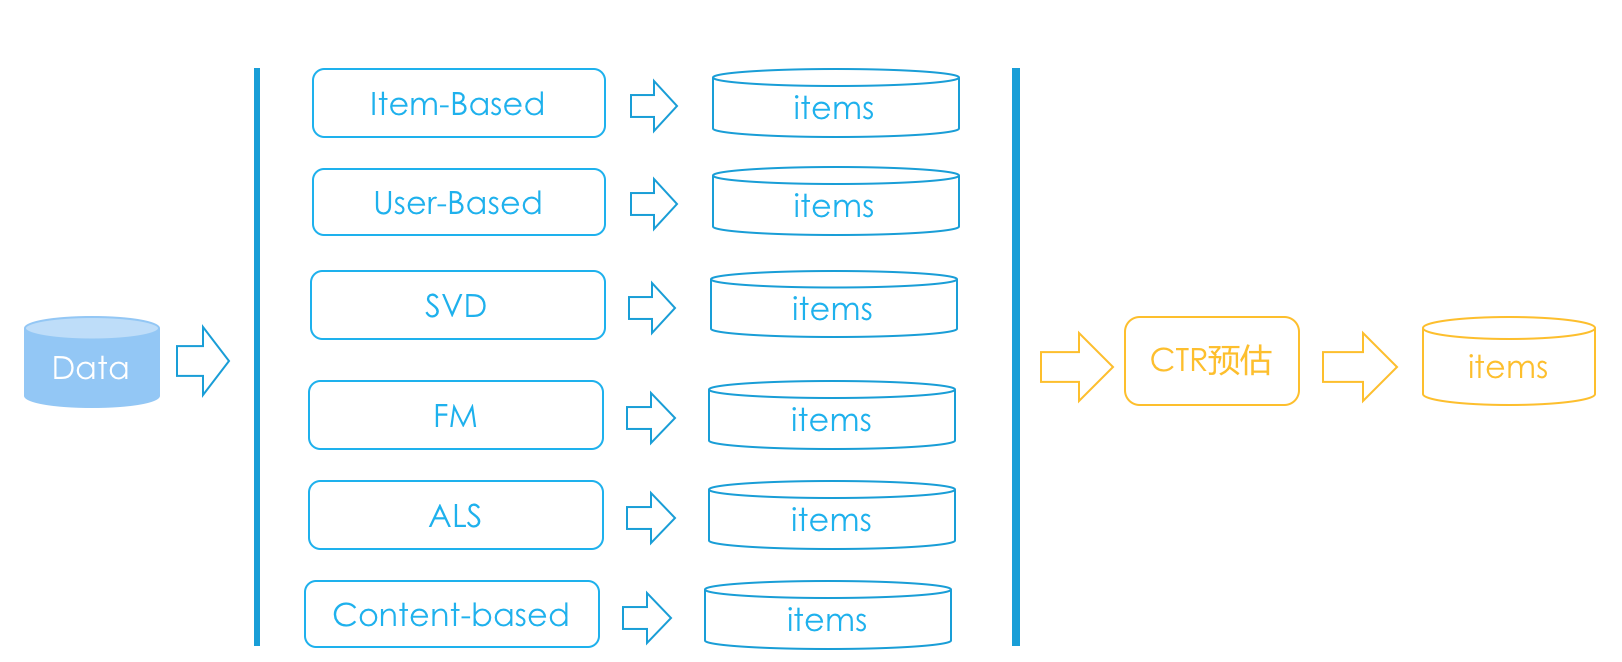 Item-Based
items
User-Based
items
SVD
items
Data
CTR预估
items
FM
items
ALS
items
Content-based
items